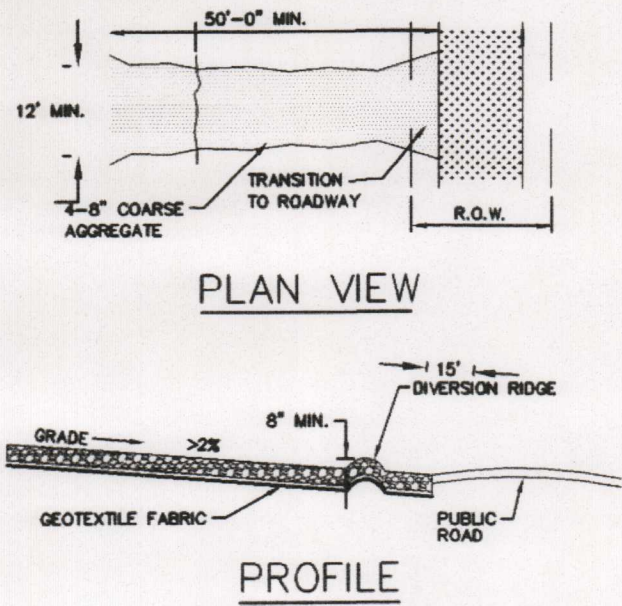 50'-0" MIN.
12' MIN.
TRANSITION
TO ROADWAY
4-8" COARSE
AGGREGATE
R.O.W.
PLAN VIEW
15'
DIVERSION RIDGE
8" MIN.
GRADE
>2%
GEOTEXTILE FABRIC
PUBLIC
ROAD
PROFILE